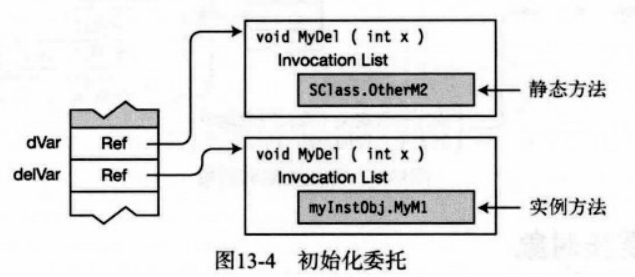 void MyDel ( int x )
Invocation List
SClass.OtherM2
静态方法
dVar Ref
delVar Ref
void MyDel ( int x )
Invocation List
myInstObj.MyM1
实例方法
图13-4 初始化委托